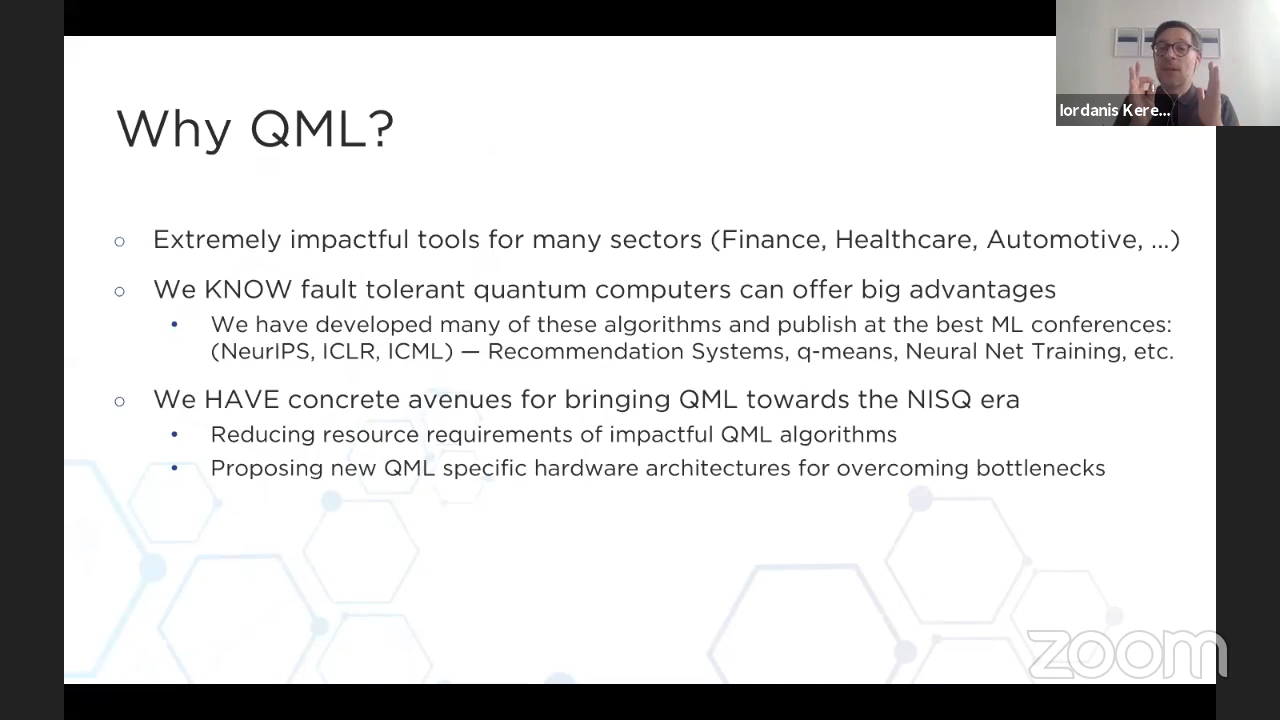 Why QML?
Iordanis Kere...
Extremely impactful tools for many sectors (Finance, Healthcare, Automotive, ...)
We KNOW fault tolerant quantum computers can offer big advantages
We have developed many of these algorithms and publish at the best ML conferences:
(NeurIPS, ICLR, ICML) — Recommendation Systems, q-means, Neural Net Training, etc.
We HAVE concrete avenues for bringing QML towards the NISQ era
Reducing resource requirements of impactful QML algorithms
Proposing new QML specific hardware architectures for overcoming bottlenecks
zoom